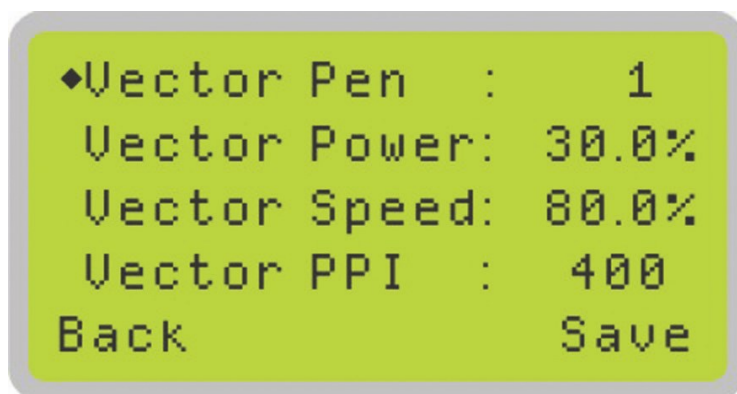 ◆Vector Pen : 1
Vector Power: 30.0%
Vector Speed: 80.0%
Vector PPI : 400
Back Save